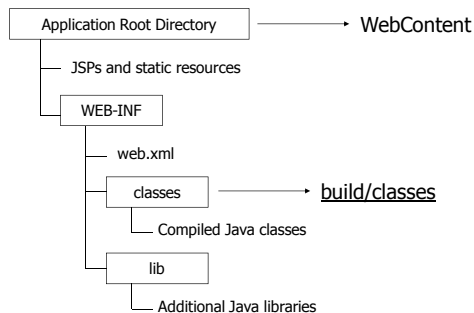 Application Root Directory
WebContent
JSPs and static resources
WEB-INF
web.xml
classes
build/classes
Compiled Java classes
lib
Additional Java libraries